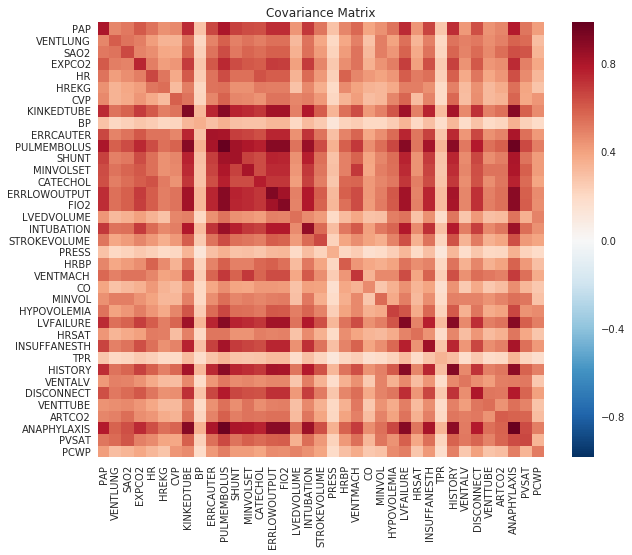 Covariance Matrix
PAP
VENTLUNG
SAO2
EXPCO2
HR
HREKG
CVP
KINKEDTUBE
BP
ERRCAUTER
PULMEMBOLUS
SHUNT
MINVOLSET
CATECHOL
ERRLOWOUTPUT
FIO2
LVEDVOLUME
INTUBATION
STROKEVOLUME
PRESS
HRBP
VENTMACH
CO
MINVOL
HYPOVOLEMIA
LVFAILURE
HRSAT
INSUFFANESTH
TPR
HISTORY
VENTALV
DISCONNECT
VENTTUBE
ARTCO2
ANAPHYLAXIS
PVSAT
PCWP
PAP
VENTLUNG
SAO2
EXPCO2
HR
HREKG
CVP
KINKEDTUBE
BP
ERRCAUTER
PULMEMBOLUS
SHUNT
MINVOLSET
CATECHOL
ERRLOWOUTPUT
FIO2
LVEDVOLUME
INTUBATION
STROKEVOLUME
PRESS
HRBP
VENTMACH
CO
MINVOL
HYPOVOLEMIA
LVFAILURE
HRSAT
INSUFFANESTH
TPR
HISTORY
VENTALV
DISCONNECT
VENTTUBE
ARTCO2
ANAPHYLAXIS
PVSAT
PCWP
0.8
0.4
0.0
−0.4
−0.8